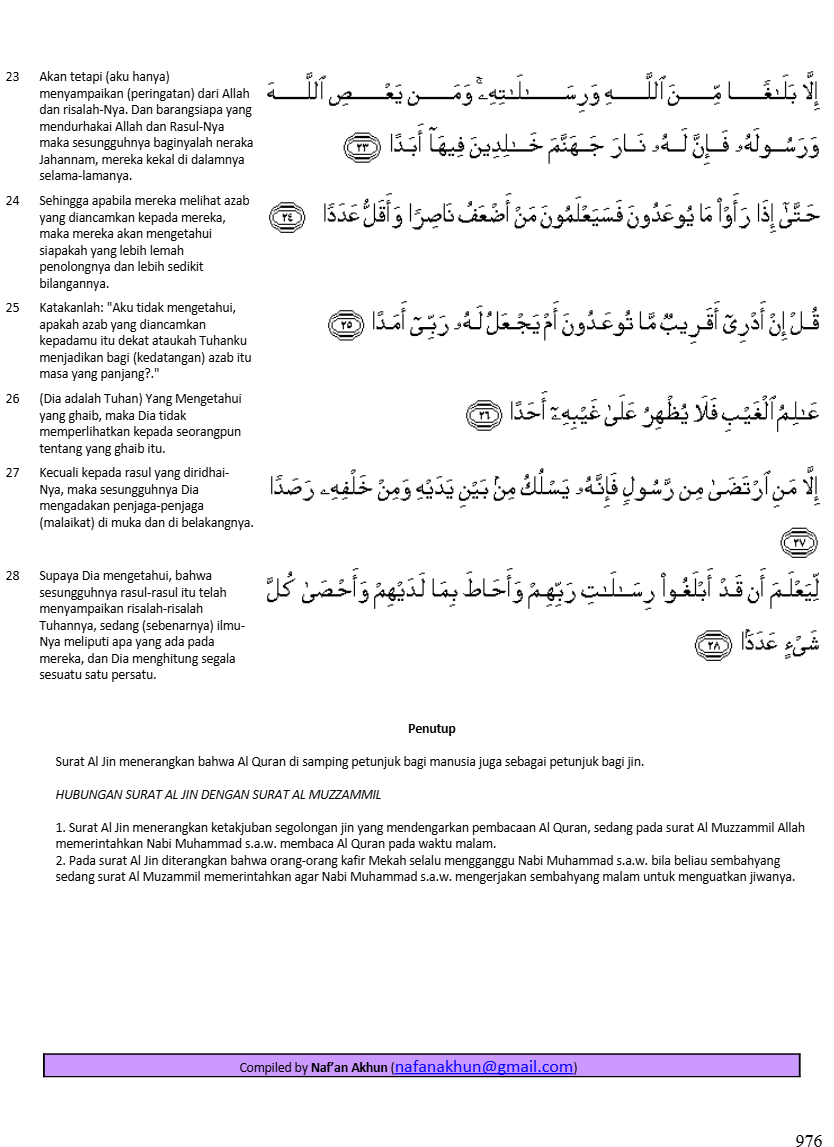 23 Akan tetapi (aku hanya)
menyampaikan (peringatan) dari Allah
dan risalah-Nya. Dan barangsiapa yang
mendurhakai Allah dan Rasul-Nya
maka sesungguhnya baginyalah neraka
Jahannam, mereka kekal di dalamnya
selama-lamanya.
إِلَّا بَلَـٰغًا مِّنَ ٱللَّهِ وَرِسَـٰلَـٰتِهِۦۚ وَمَن يَعْصِ ٱللَّهَ
وَرَسُولَهُۥ فَإِنَّ لَهُۥ نَارَ جَهَنَّمَ خَـٰلِدِينَ فِيهَآ أَبَدًا ٢٣
24 Sehingga apabila mereka melihat azab
yang diancamkan kepada mereka,
maka mereka akan mengetahui
siapakah yang lebih lemah
penolongnya dan lebih sedikit
bilangannya.
حَتَّىٰٓ إِذَا رَأَوْا۟ مَا يُوعَدُونَ فَسَيَعْلَمُونَ مَنْ أَضْعَفُ نَاصِرًا وَأَقَلُّ عَدَدًا ٢٤
25 Katakanlah: "Aku tidak mengetahui,
apakah azab yang diancamkan
kepadamu itu dekat ataukah Tuhanku
menjadikan bagi (kedatangan) azab itu
masa yang panjang?."
قُلْ إِنْ أَدْرِىٓ أَقَرِيبٌ مَّا تُوعَدُونَ أَمْ يَجْعَلُ لَهُۥ رَبِّىٓ أَمَدًا ٢٥
26 (Dia adalah Tuhan) Yang Mengetahui
yang ghaib, maka Dia tidak
memperlihatkan kepada seorangpun
tentang yang ghaib itu.
عَـٰلِمُ ٱلْغَيْبِ فَلَا يُظْهِرُ عَلَىٰ غَيْبِهِۦٓ أَحَدًا ٢٦
27 Kecuali kepada rasul yang diridhai-
Nya, maka sesungguhnya Dia
mengadakan penjaga-penjaga
(malaikat) di muka dan di belakangnya.
إِلَّا مَنِ ٱرْتَضَىٰ مِن رَّسُولٍ فَإِنَّهُۥ يَسْلُكُ مِنۢ بَيْنِ يَدَيْهِ وَمِنْ خَلْفِهِۦ رَصَدًا
٢٧
28 Supaya Dia mengetahui, bahwa
sesungguhnya rasul-rasul itu telah
menyampaikan risalah-risalah
Tuhannya, sedang (sebenarnya) ilmu-
Nya meliputi apa yang ada pada
mereka, dan Dia menghitung segala
sesuatu satu persatu.
لِّيَعْلَمَ أَن قَدْ أَبْلَغُوا۟ رِسَـٰلَـٰتِ رَبِّهِمْ وَأَحَاطَ بِمَا لَدَيْهِمْ وَأَحْصَىٰ كُلَّ
شَىْءٍ عَدَدًۢا ٢٨
Penutup
Surat Al Jin menerangkan bahwa Al Quran di samping petunjuk bagi manusia juga sebagai petunjuk bagi jin.
HUBUNGAN SURAT AL JIN DENGAN SURAT AL MUZZAMMIL
1. Surat Al Jin menerangkan ketakjuban segolongan jin yang mendengarkan pembacaan Al Quran, sedang pada surat Al Muzzammil Allah
memerintahkan Nabi Muhammad s.a.w. membaca Al Quran pada waktu malam.
2. Pada surat Al Jin diterangkan bahwa orang-orang kafir Mekah selalu mengganggu Nabi Muhammad s.a.w. bila beliau sembahyang
sedang surat Al Muzammil memerintahkan agar Nabi Muhammad s.a.w. mengerjakan sembahyang malam untuk menguatkan jiwanya.
Compiled by Naf’an Akhun (nafanakhun@gmail.com)
976